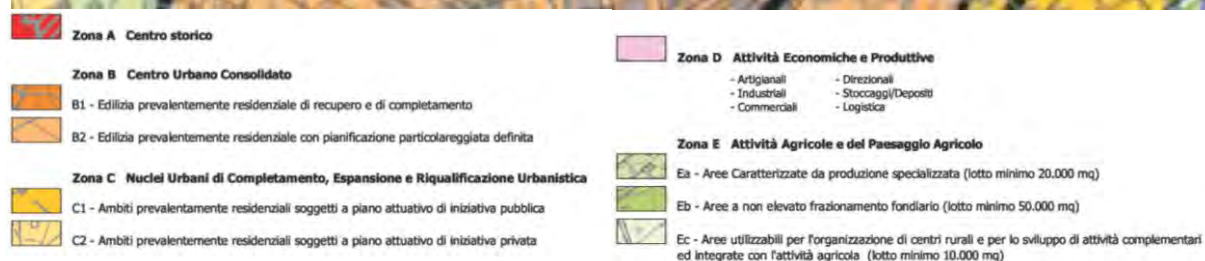 Zona A Centro storico
Zona B Centro Urbano Consolidato
B1 - Edilizia prevalentemente residenziale di recupero e di completamento
B2 - Edilizia prevalentemente residenziale con pianificazione particolareggiata definita
Zona C Nuclei Urbani di Completamento, Espansione e Riqualificazione Urbanistica
C1 - Ambiti prevalentamente residenziali soggetti a piano attuativo di iniziativa pubblica
C2 - Ambiti prevalentamente residenziali soggetti a piano attuativo di iniziativa privata
Zona D Attività Economiche e Produttive
- Artigianali - Direzionali
- Industriali - Stoccaggi/Depositi
- Commerciali - Logistica
Zona E Attività Agricole e del Paesaggio Agricolo
Ea - Aree Caratterizzate da produzione specializzata (lotto minimo 20.000 mq)
Eb - Aree a non elevato frazionamento fondiario (lotto minimo 50.000 mq)
Ec - Aree utilizzabili per l'organizzazione di centri rurali e per lo sviluppo di attività complementari
ed integrate con l'attività agricola (lotto minimo 10.000 mq)